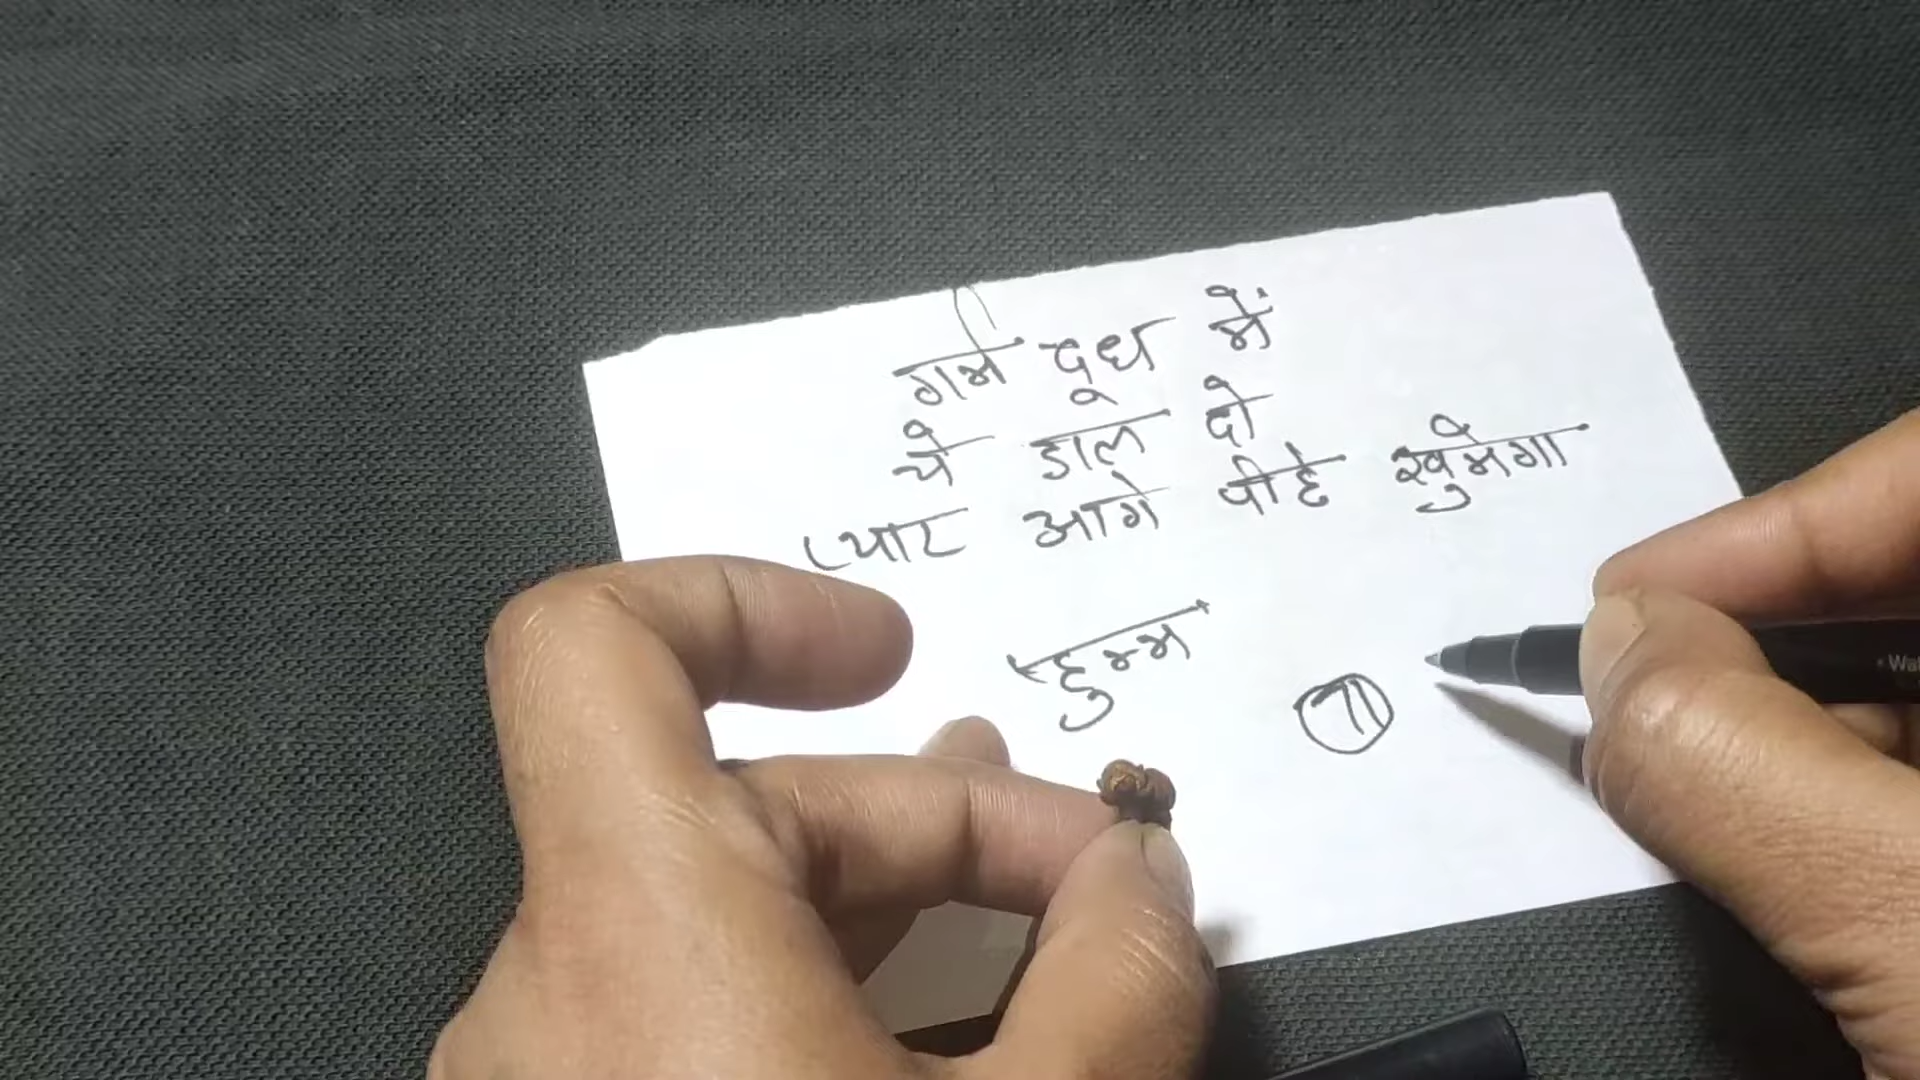 गर्म दूध में
ये डाल दो
प्यार आगे पीछे घुमेगा
हुम्म